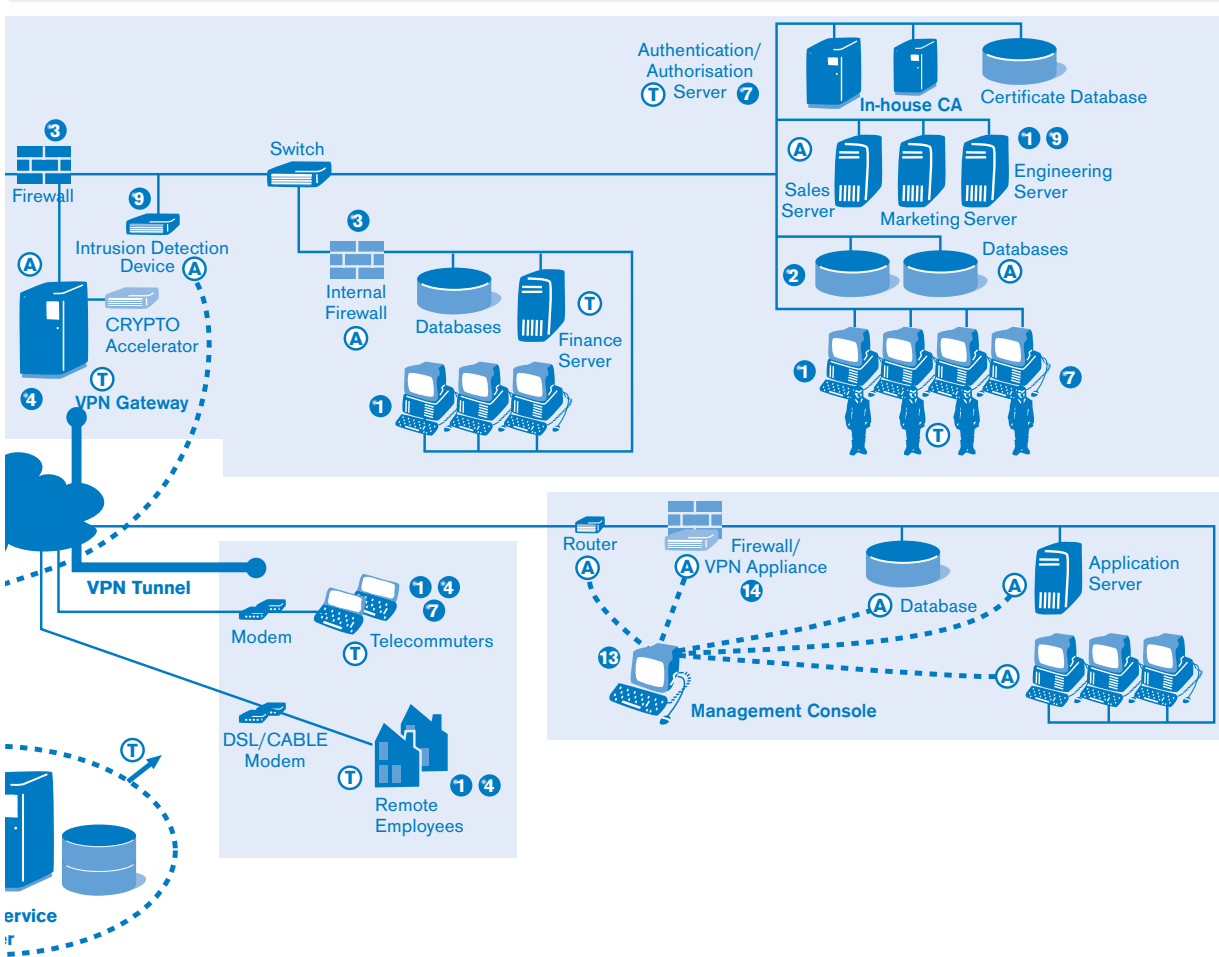 Authentication/
Authorisation
T Server 7
In-house CA
Certificate Database
3
Firewall
9
Intrusion Detection
Device A
Switch
A
Sales
Server
Marketing Server
1 9
Engineering
Server
A
CRYPTO
Accelerator
T
4 VPN Gateway
3
Internal
Firewall
A
Databases
T
Finance
Server
1
2
Databases
A
1
7
T
VPN Tunnel
Modem
1 4
7
T
Telecommuters
DSL/CABLE
Modem
T
1 4
Remote
Employees
Router
A
Firewall/
A VPN Appliance
14
A Database
A
Application
Server
13
A
Management Console
T
ervice
r